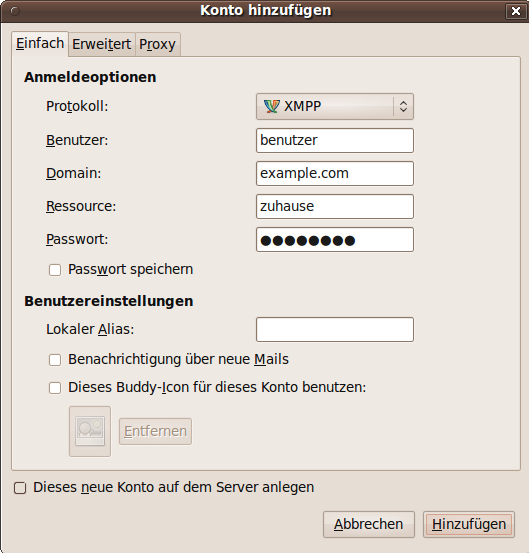 Konto hinzufügen
Einfach Erweitert Proxy
Anmeldeoptionen
Protokoll: XMPP
Benutzer: benutzer
Domain: example.com
Ressource: zuhause
Passwort: ●●●●●●●●
Passwort speichern
Benutzereinstellungen
Lokaler Alias:
Benachrichtigung über neue Mails
Dieses Buddy-Icon für dieses Konto benutzen:
Entfernen
Dieses neue Konto auf dem Server anlegen
Abbrechen Hinzufügen